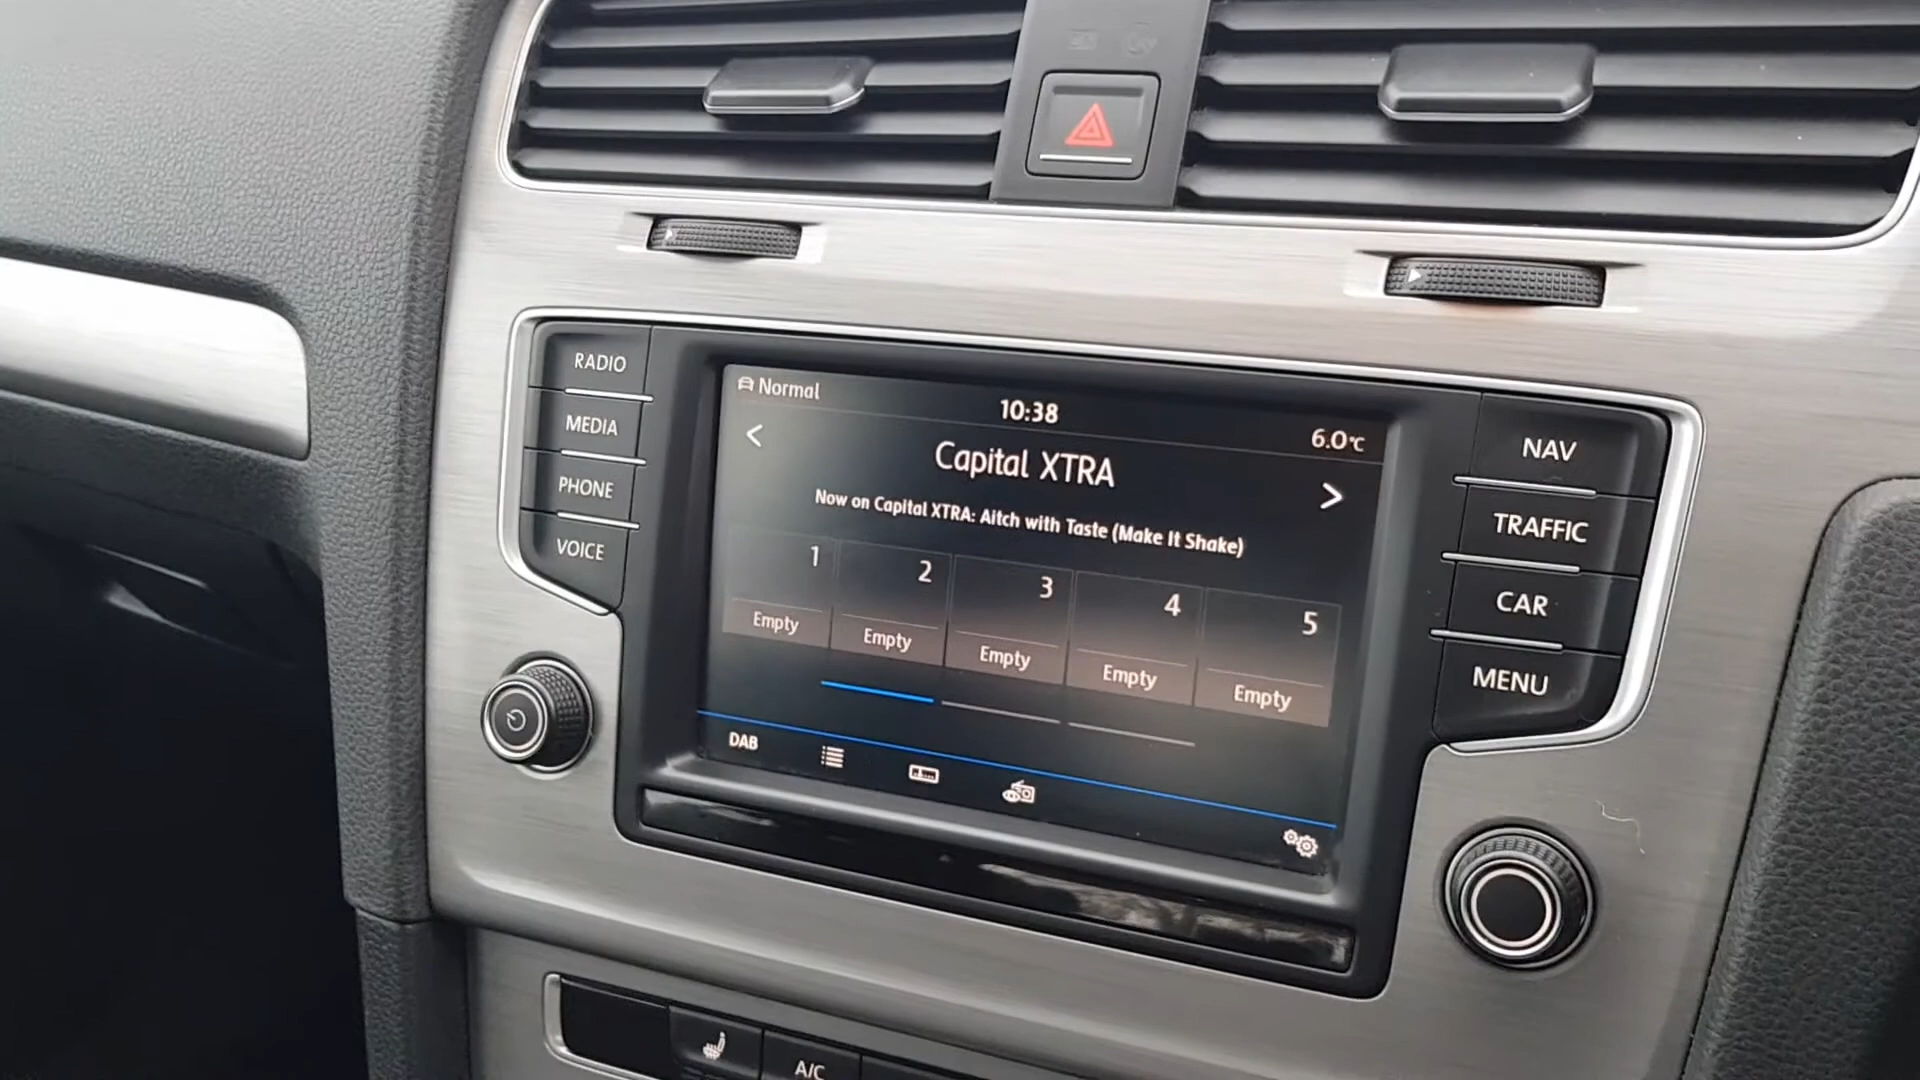 RADIO
MEDIA
PHONE
VOICE
Normal
10:38
6.0°C
Capital XTRA
Now on Capital XTRA: Aitch with Taste (Make It Shake)
1
2
3
4
5
Empty
Empty
Empty
Empty
Empty
DAB
NAV
TRAFFIC
CAR
MENU
A/C